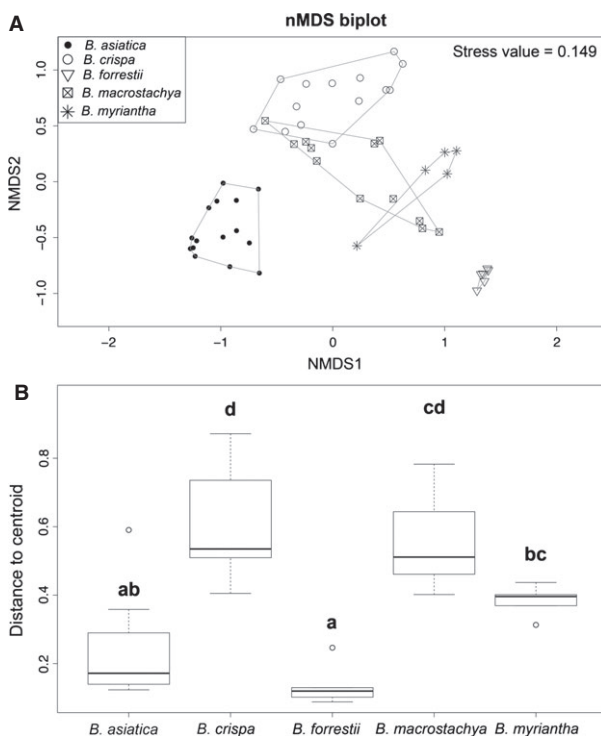 A
nMDS biplot
B. asiatica
B. crispa
B. forrestii
B. macrostachya
B. myriantha
Stress value = 0.149
NMDS2
1.0
0.5
0.0
−0.5
−1.0
−2
−1
0
1
2
NMDS1
B
Distance to centroid
0.8
0.6
0.4
0.2
ab
d
a
cd
bc
B. asiatica
B. crispa
B. forrestii
B. macrostachya
B. myriantha